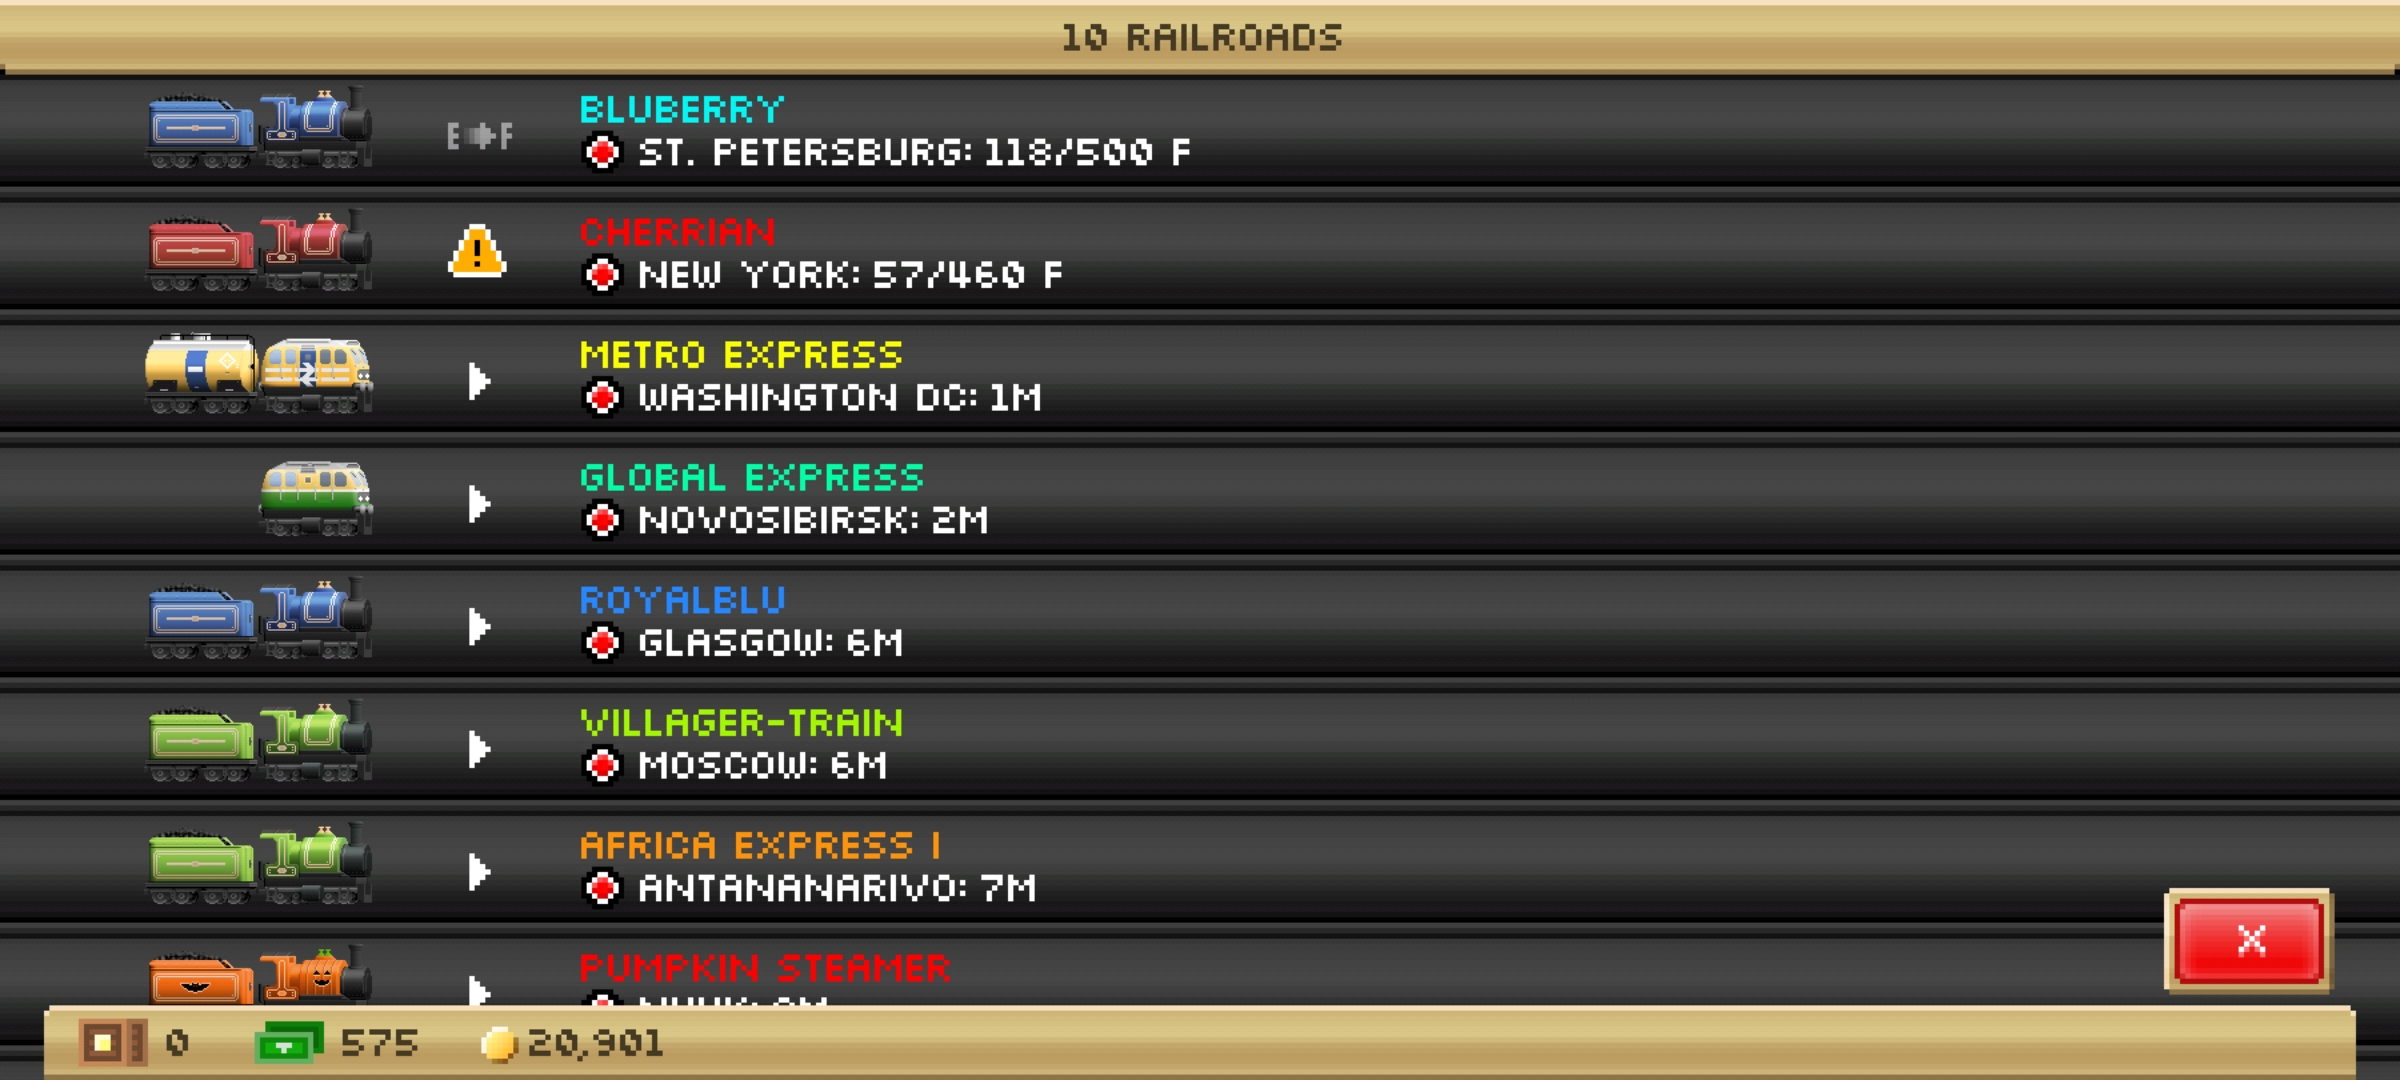 10 RAILROADS
E F
BLUBERRY
ST. PETERSBURG: 118/500 F
CHERRIAN
NEW YORK: 57/460 F
METRO EXPRESS
WASHINGTON DC: 1M
GLOBAL EXPRESS
NOVOSIBIRSK: 2M
ROYALBLU
GLASGOW: 6M
VILLAGER-TRAIN
MOSCOW: 6M
AFRICA EXPRESS I
ANTANANARIVO: 7M
PUMPKIN STEAMER
X
0
575
20,901